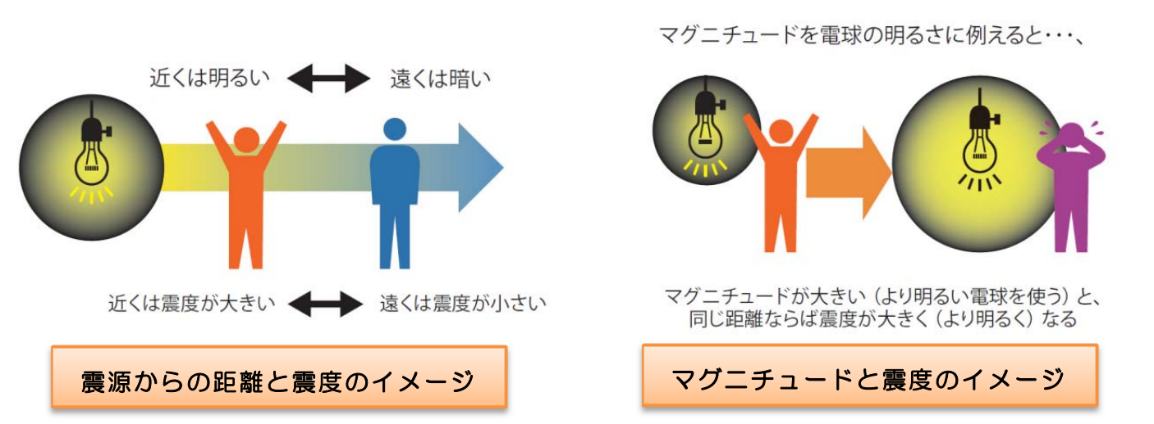 近くは明るい
遠くは暗い
近くは震度が大きい
遠くは震度が小さい
震源からの距離と震度のイメージ
マグニチュードを電球の明るさに例えると・・・、
マグニチュードが大きい（より明るい電球を使う）と、
同じ距離ならば震度が大きく（より明るく）なる
マグニチュードと震度のイメージ